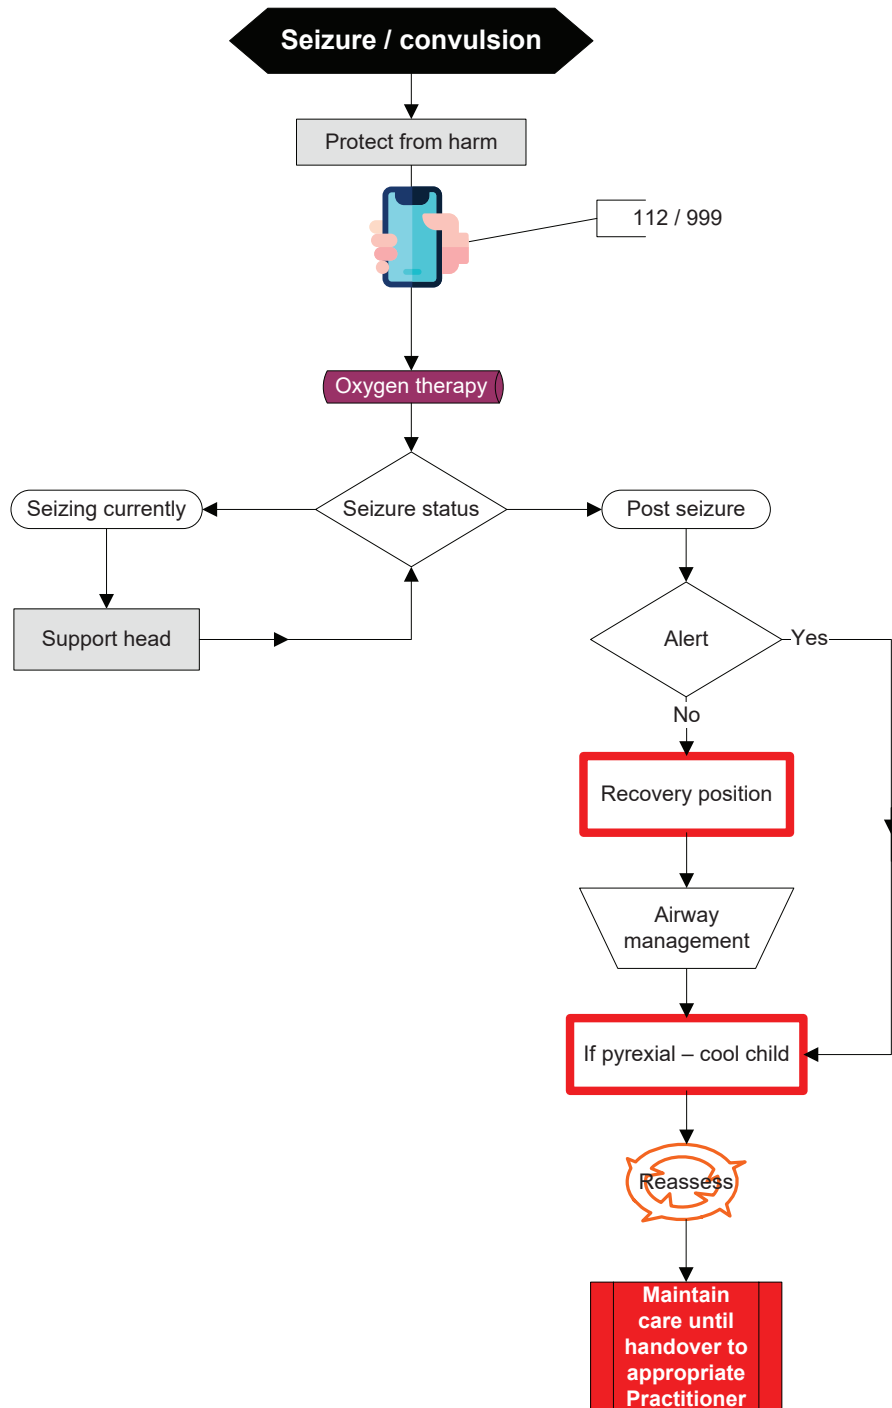 Seizure / convulsion
Protect from harm
112 / 999
Oxygen therapy
Seizing currently
Seizure status
Post seizure
Support head
Alert
Yes
No
Recovery position
Airway
management
If pyrexial – cool child
Reassess
Maintain
care until
handover to
appropriate
Practitioner